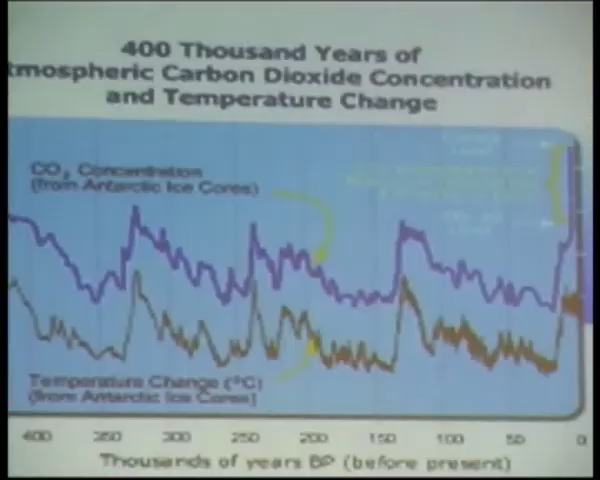 400 Thousand Years of
tmospheric Carbon Dioxide Concentration
and Temperature Change
CO₂ Concentration
(from Antarctic Ice Cores)
Temperature Change (°C)
(from Antarctic Ice Cores)
400 350 300 250 200 150 100 50 0
Thousands of years BP (before present)